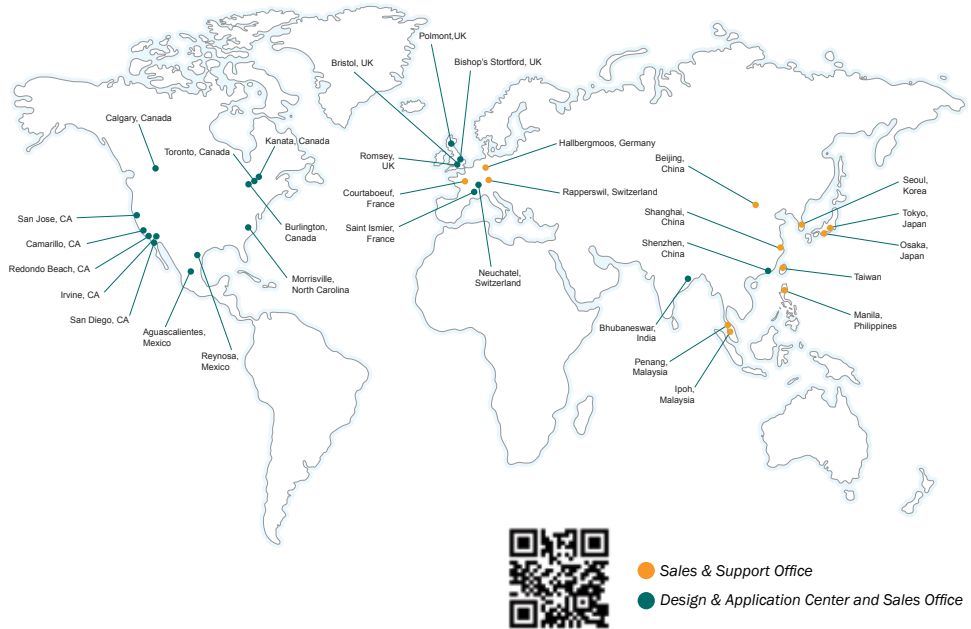 Polmont,UK
Bristol, UK
Bishop's Stortford, UK
Calgary, Canada
Toronto, Canada
Kanata, Canada
Romsey,
UK
Hallbergmoos, Germany
Beijing,
China
Seoul,
Korea
Courtaboeuf,
France
Rapperswil, Switzerland
San Jose, CA
Burlington,
Canada
Saint Ismier,
France
Shanghai,
China
Tokyo,
Japan
Camarillo, CA
Shenzhen,
China
Osaka,
Japan
Redondo Beach, CA
Morrisville,
North Carolina
Neuchatel,
Switzerland
Taiwan
Irvine, CA
San Diego, CA
Aguascalientes,
Mexico
Bhubaneswar,
India
Manila,
Philippines
Reynosa,
Mexico
Penang,
Malaysia
Ipoh,
Malaysia
Sales & Support Office
Design & Application Center and Sales Office